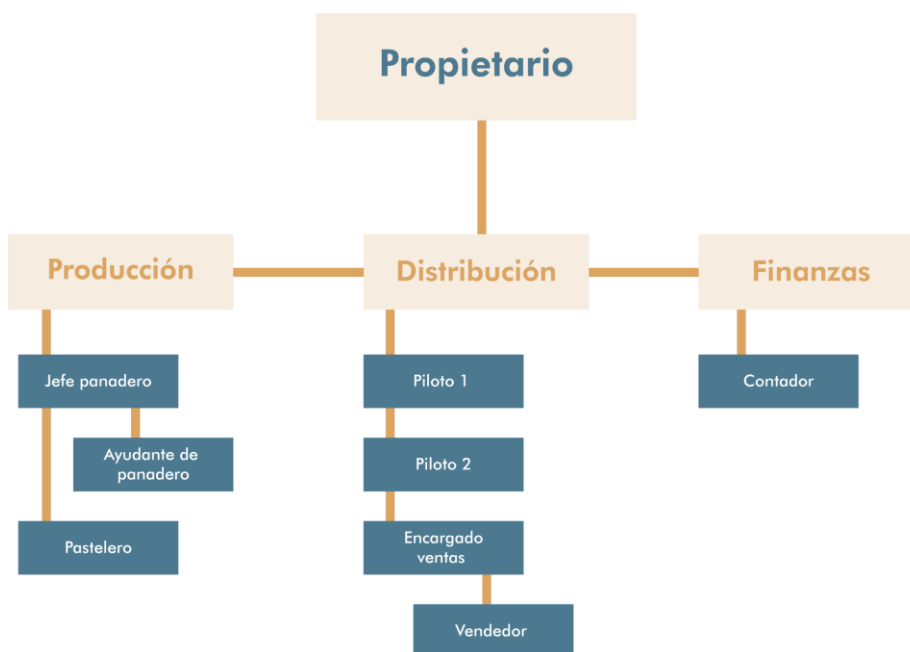 Propietario
Producción
Distribución
Finanzas
Jefe panadero
Piloto 1
Contador
Ayudante de
panadero
Piloto 2
Pastelero
Encargado
ventas
Vendedor